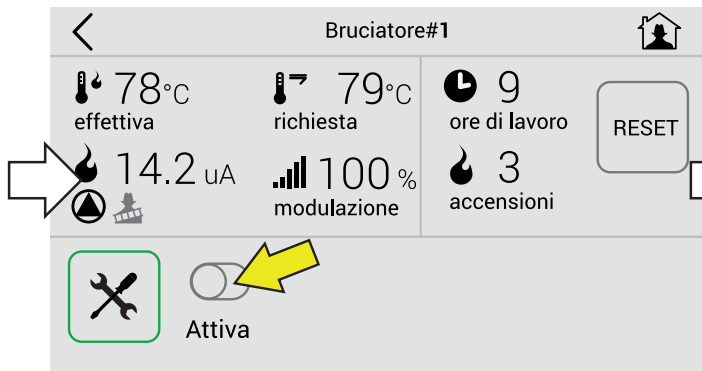 Bruciatore#1
78°C
effettiva
79°C
richiesta
9
ore di lavoro
RESET
14.2 uA
100 %
modulazione
3
accensioni
Attiva